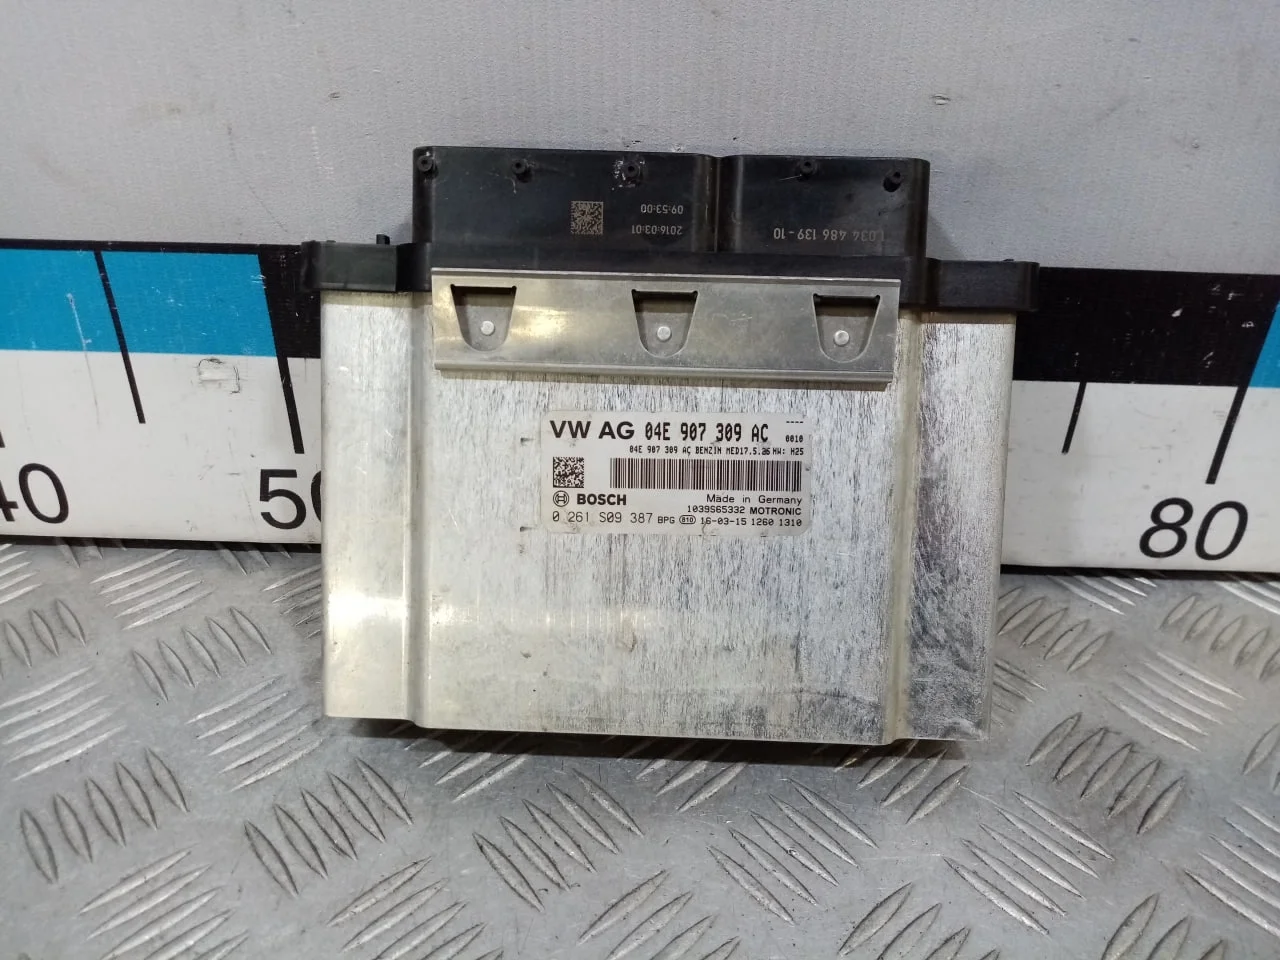 09:53:00
2016:03:01
1 034 486 139-10
40
80
VW AG 04E 907 309 AC
----
0010
04E 907 309 AC BENZIN MED17.5.26 HW: H25
BOSCH
Made in Germany
1039S65332 MOTRONIC
0 261 S09 387 BPG 810 16-03-15 1260 1310